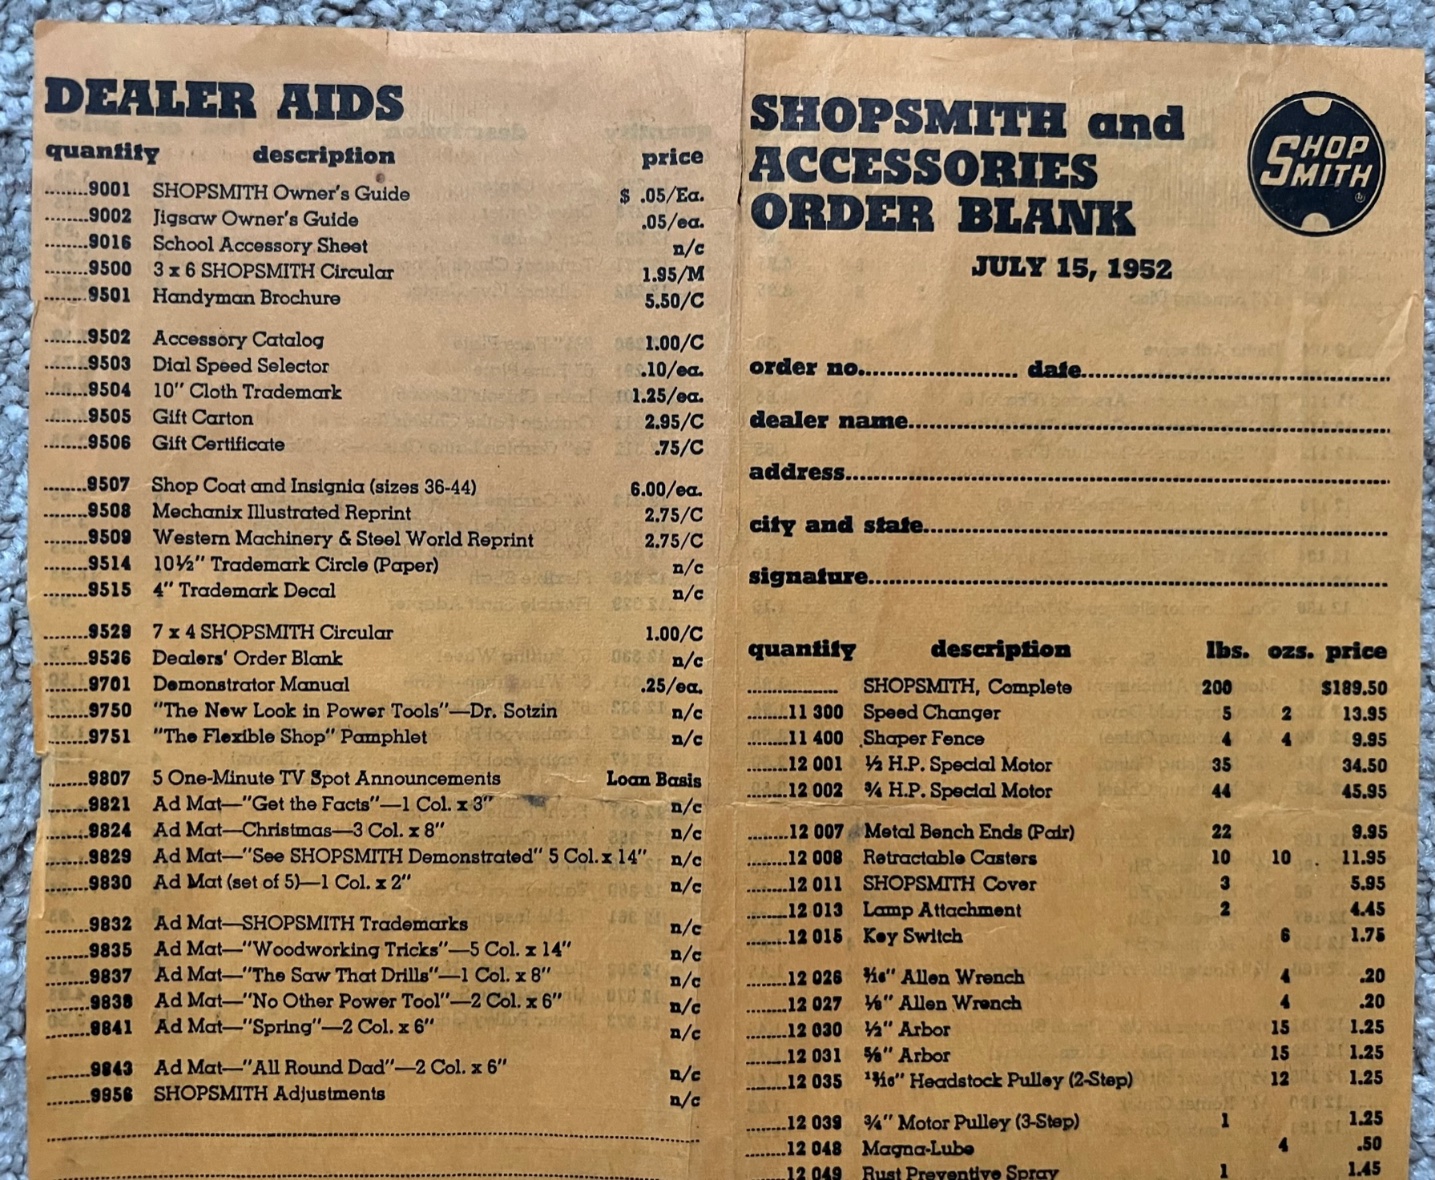 DEALER AIDS
quantity description price
........9001 SHOPSMITH Owner's Guide $ .05/Ea.
........9002 Jigsaw Owner's Guide .05/ea.
........9016 School Accessory Sheet n/c
........9500 3 x 6 SHOPSMITH Circular 1.95/M
........9501 Handyman Brochure 5.50/C
........9502 Accessory Catalog 1.00/C
........9503 Dial Speed Selector .10/ea.
........9504 10" Cloth Trademark 1.25/ea.
........9505 Gift Carton 2.95/C
........9506 Gift Certificate .75/C
........9507 Shop Coat and Insignia (sizes 36-44) 6.00/ea.
........9508 Mechanix Illustrated Reprint 2.75/C
........9509 Western Machinery & Steel World Reprint 2.75/C
........9514 10½" Trademark Circle (Paper) n/c
........9515 4" Trademark Decal n/c
........9529 7 x 4 SHOPSMITH Circular 1.00/C
........9536 Dealers' Order Blank n/c
........9701 Demonstrator Manual .25/ea.
........9750 "The New Look in Power Tools"—Dr. Sotzin n/c
........9751 "The Flexible Shop" Pamphlet n/c
........9807 5 One-Minute TV Spot Announcements Loan Basis
........9821 Ad Mat—"Get the Facts"—1 Col. x 3" n/c
........9824 Ad Mat—Christmas—3 Col. x 8" n/c
........9829 Ad Mat—"See SHOPSMITH Demonstrated" 5 Col. x 14" n/c
........9830 Ad Mat (set of 5)—1 Col. x 2" n/c
........9832 Ad Mat—SHOPSMITH Trademarks n/c
........9835 Ad Mat—"Woodworking Tricks"—5 Col. x 14" n/c
........9837 Ad Mat—"The Saw That Drills"—1 Col. x 8" n/c
........9838 Ad Mat—"No Other Power Tool"—2 Col. x 6" n/c
........9841 Ad Mat—"Spring"—2 Col. x 6" n/c
........9843 Ad Mat—"All Round Dad"—2 Col. x 6" n/c
........9956 SHOPSMITH Adjustments n/c
SHOPSMITH and
ACCESSORIES
ORDER BLANK
JULY 15, 1952
SHOP
SMITH
®
order no................ date................
dealer name................
address................
city and state................
signature................
quantity description lbs. ozs. price
................ SHOPSMITH, Complete 200 $189.50
........11 300 Speed Changer 5 2 13.95
........11 400 Shaper Fence 4 4 9.95
........12 001 ½ H.P. Special Motor 35 34.50
........12 002 ¾ H.P. Special Motor 44 45.95
........12 007 Metal Bench Ends (Pair) 22 9.95
........12 008 Retractable Casters 10 10 11.95
........12 011 SHOPSMITH Cover 3 5.95
........12 013 Lamp Attachment 2 4.45
........12 015 Key Switch 6 1.75
........12 026 Allen Wrench 4 .20
........12 027 ⅛" Allen Wrench 4 .20
........12 030 ½" Arbor 15 1.25
........12 031 ⅝" Arbor 15 1.25
........12 035 Headstock Pulley (2-Step) 12 1.25
........12 039 ¾" Motor Pulley (3-Step) 1 1.25
........12 048 Magna-Lube 4 .50
........12 049 Rust Preventive Spray 1 1.45